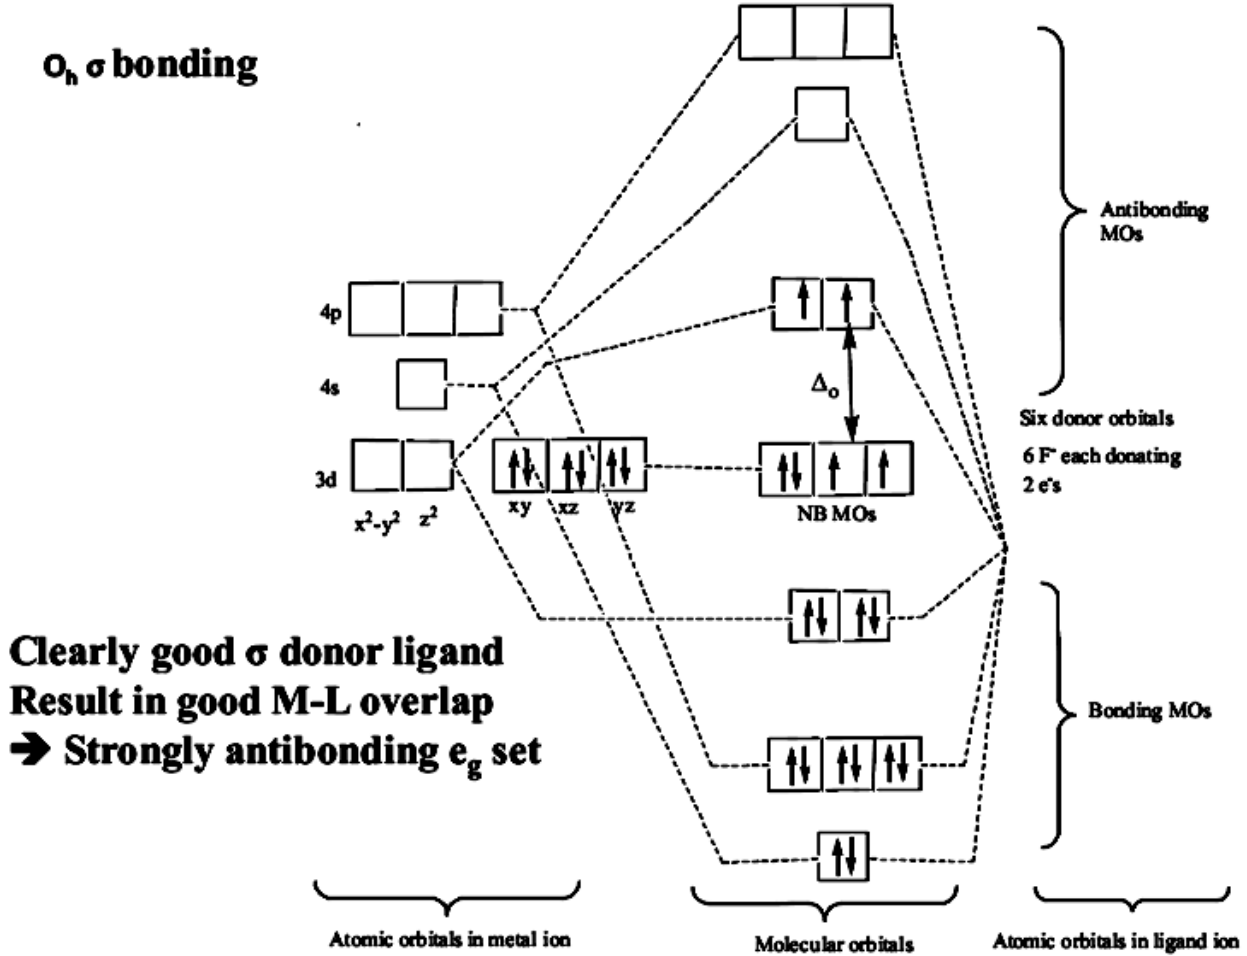 Oh σ bonding
Antibonding
MOs
4p
4s
3d
x²-y² z² xy xz yz
Δo
NB MOs
Six donor orbitals
6 F⁻ each donating
2 e⁻s
Clearly good σ donor ligand
Result in good M-L overlap
➔ Strongly antibonding eg set
Bonding MOs
Atomic orbitals in metal ion
Molecular orbitals
Atomic orbitals in ligand ion